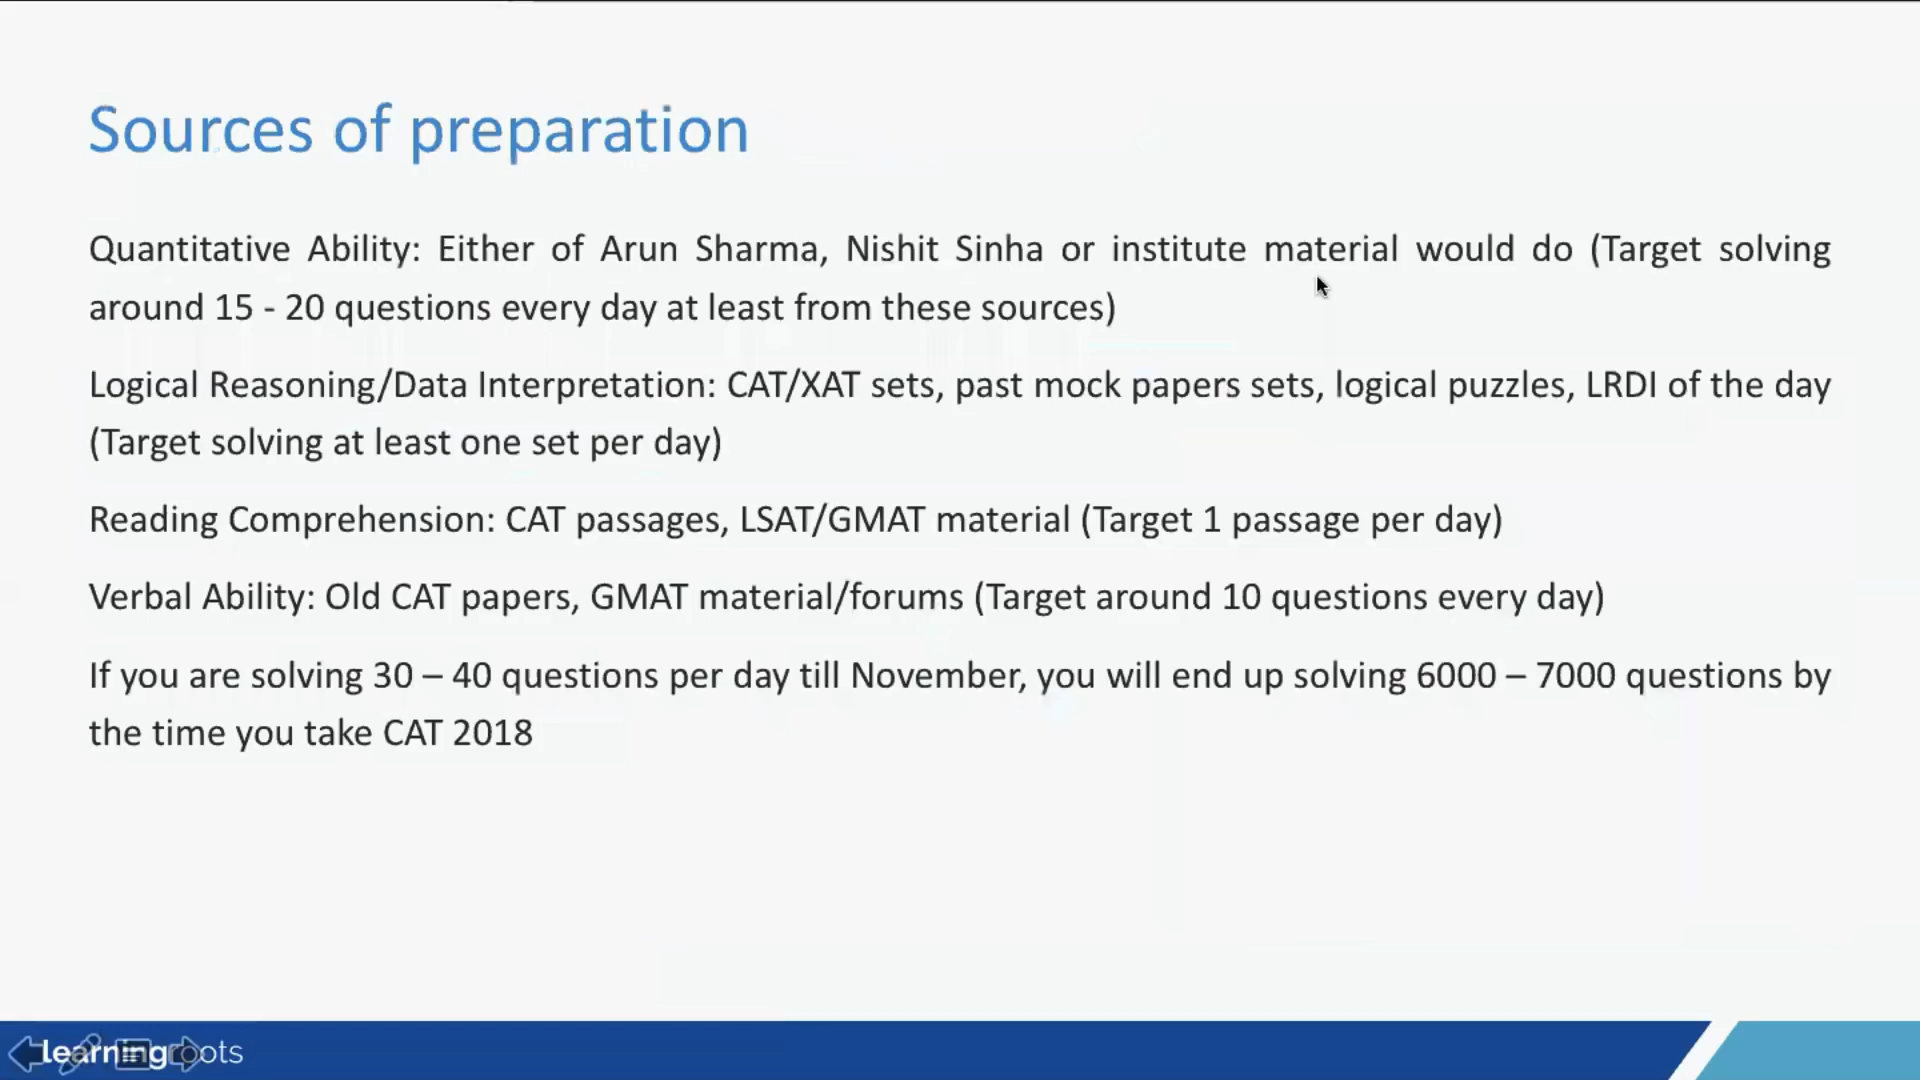 Sources of preparation
Quantitative Ability: Either of Arun Sharma, Nishit Sinha or institute material would do (Target solving
around 15 - 20 questions every day at least from these sources)
Logical Reasoning/Data Interpretation: CAT/XAT sets, past mock papers sets, logical puzzles, LRDI of the day
(Target solving at least one set per day)
Reading Comprehension: CAT passages, LSAT/GMAT material (Target 1 passage per day)
Verbal Ability: Old CAT papers, GMAT material/forums (Target around 10 questions every day)
If you are solving 30 – 40 questions per day till November, you will end up solving 6000 – 7000 questions by
the time you take CAT 2018
learningroots